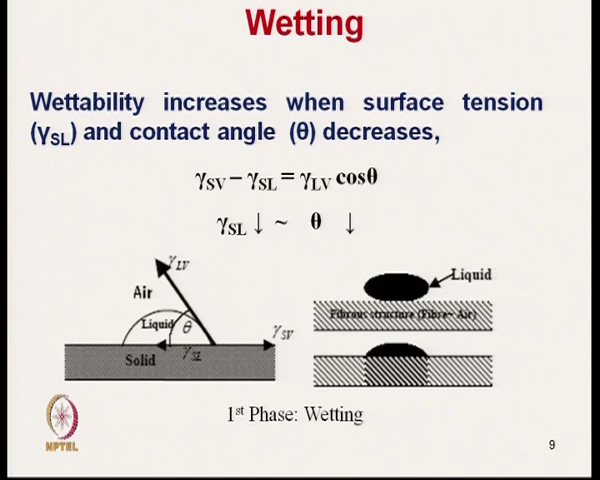 Wetting
Wettability increases when surface tension
(γSL) and contact angle (θ) decreases,
γSV – γSL = γLV cosθ
γSL ↓ ~ θ ↓
γLV
Air
Liquid
θ
γSV
γSL
Solid
Liquid
Fibrous structure (Fibre– Air)
1st Phase: Wetting
NPTEL
9